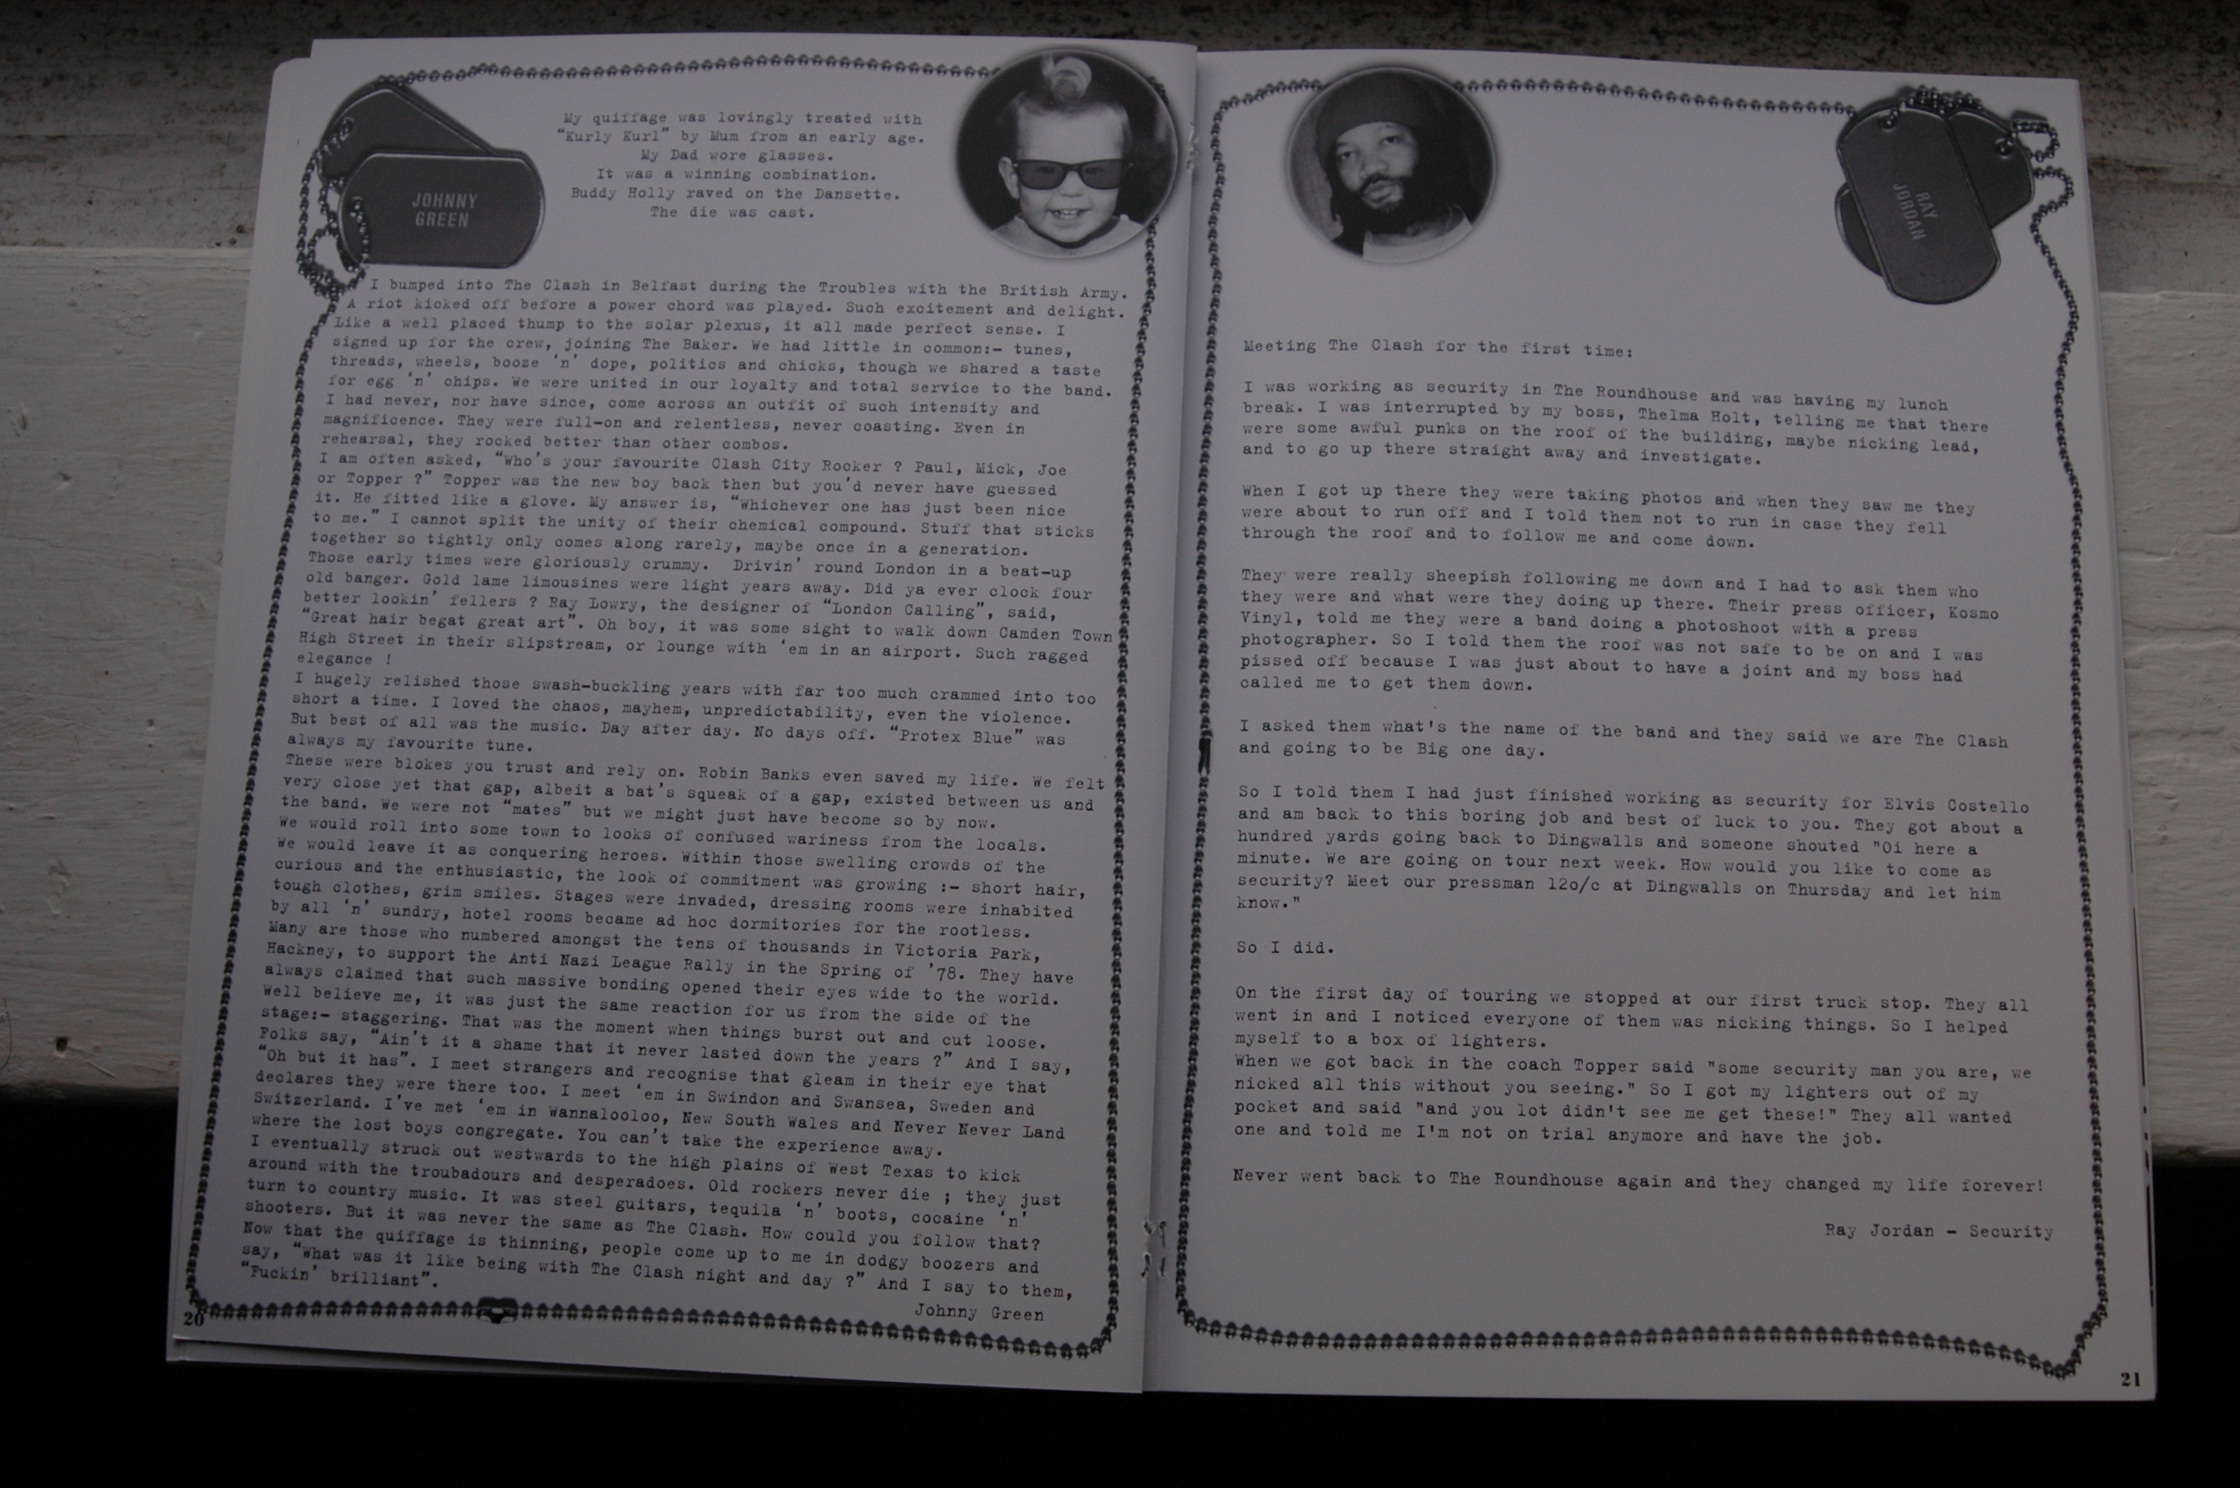 JOHNNY
GREEN
My quiffage was lovingly treated with
“Kurly Kurl” by Mum from an early age.
My Dad wore glasses.
It was a winning combination.
Buddy Holly raved on the Dansette.
The die was cast.
I bumped into The Clash in Belfast during the Troubles with the British Army.
A riot kicked off before a power chord was played. Such excitement and delight.
Like a well placed thump to the solar plexus, it all made perfect sense. I
signed up for the crew, joining The Baker. We had little in common:- tunes,
threads, wheels, booze ‘n’ dope, politics and chicks, though we shared a taste
for egg ‘n’ chips. We were united in our loyalty and total service to the band.
I had never, nor have since, come across an outfit of such intensity and
magnificence. They were full-on and relentless, never coasting. Even in
rehearsal, they rocked better than other combos.
I am often asked, “Who’s your favourite Clash City Rocker ? Paul, Mick, Joe
or Topper ?” Topper was the new boy back then but you’d never have guessed
it. He fitted like a glove. My answer is, “Whichever one has just been nice
to me.” I cannot split the unity of their chemical compound. Stuff that sticks
together so tightly only comes along rarely, maybe once in a generation.
Those early times were gloriously crummy. Drivin’ round London in a beat-up
old banger. Gold lame limousines were light years away. Did ya ever clock four
better lookin’ fellers ? Ray Lowry, the designer of “London Calling”, said,
“Great hair begat great art”. Oh boy, it was some sight to walk down Camden Town
High Street in their slipstream, or lounge with ‘em in an airport. Such ragged
elegance !
I hugely relished those swash-buckling years with far too much crammed into too
short a time. I loved the chaos, mayhem, unpredictability, even the violence.
But best of all was the music. Day after day. No days off. “Protex Blue” was
always my favourite tune.
These were blokes you trust and rely on. Robin Banks even saved my life. We felt
very close yet that gap, albeit a bat’s squeak of a gap, existed between us and
the band. We were not “mates” but we might just have become so by now.
We would roll into some town to looks of confused wariness from the locals.
We would leave it as conquering heroes. Within those swelling crowds of the
curious and the enthusiastic, the look of commitment was growing :- short hair,
tough clothes, grim smiles. Stages were invaded, dressing rooms were inhabited
by all ‘n’ sundry, hotel rooms became ad hoc dormitories for the rootless.
Many are those who numbered amongst the tens of thousands in Victoria Park,
Hackney, to support the Anti Nazi League Rally in the Spring of ’78. They have
always claimed that such massive bonding opened their eyes wide to the world.
Well believe me, it was just the same reaction for us from the side of the
stage:- staggering. That was the moment when things burst out and cut loose.
Folks say, “Ain’t it a shame that it never lasted down the years ?” And I say,
“Oh but it has”. I meet strangers and recognise that gleam in their eye that
declares they were there too. I meet ‘em in Swindon and Swansea, Sweden and
Switzerland. I’ve met ‘em in Wannalooloo, New South Wales and Never Never Land
where the lost boys congregate. You can’t take the experience away.
I eventually struck out westwards to the high plains of West Texas to kick
around with the troubadours and desperadoes. Old rockers never die ; they just
turn to country music. It was steel guitars, tequila ‘n’ boots, cocaine ‘n’
shooters. But it was never the same as The Clash. How could you follow that?
Now that the quiffage is thinning, people come up to me in dodgy boozers and
say, “What was it like being with The Clash night and day ?” And I say to them,
“Fuckin’ brilliant”.
Johnny Green
20
RAY
JORDAN
Meeting The Clash for the first time:
I was working as security in The Roundhouse and was having my lunch
break. I was interrupted by my boss, Thelma Holt, telling me that there
were some awful punks on the roof of the building, maybe nicking lead,
and to go up there straight away and investigate.
When I got up there they were taking photos and when they saw me they
were about to run off and I told them not to run in case they fell
through the roof and to follow me and come down.
They were really sheepish following me down and I had to ask them who
they were and what were they doing up there. Their press officer, Kosmo
Vinyl, told me they were a band doing a photoshoot with a press
photographer. So I told them the roof was not safe to be on and I was
pissed off because I was just about to have a joint and my boss had
called me to get them down.
I asked them what's the name of the band and they said we are The Clash
and going to be Big one day.
So I told them I had just finished working as security for Elvis Costello
and am back to this boring job and best of luck to you. They got about a
hundred yards going back to Dingwalls and someone shouted "Oi here a
minute. We are going on tour next week. How would you like to come as
security? Meet our pressman 12o/c at Dingwalls on Thursday and let him
know."
So I did.
On the first day of touring we stopped at our first truck stop. They all
went in and I noticed everyone of them was nicking things. So I helped
myself to a box of lighters.
When we got back in the coach Topper said "some security man you are, we
nicked all this without you seeing." So I got my lighters out of my
pocket and said "and you lot didn't see me get these!" They all wanted
one and told me I'm not on trial anymore and have the job.
Never went back to The Roundhouse again and they changed my life forever!
Ray Jordan - Security
21